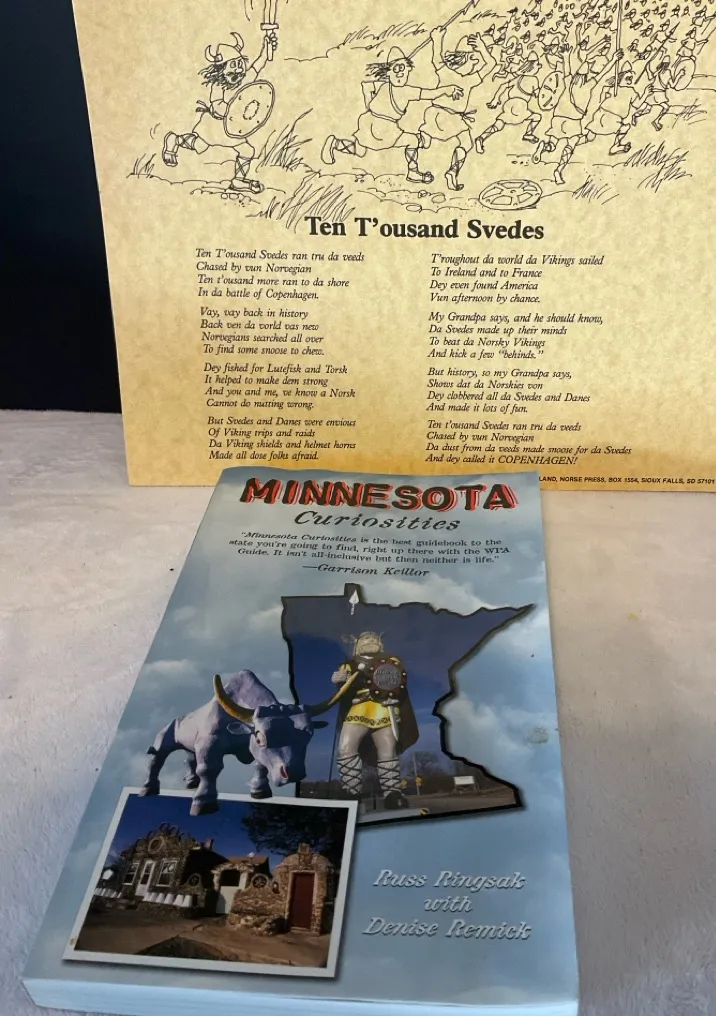 Ten T'ousand Svedes
Ten T'ousand Svedes ran tru da veeds
Chased by vun Norvegian
Ten t'ousand more ran to da shore
In da battle of Copenhagen.
Vay, vay back in history
Back ven da vorld vas new
Norvegians searched all over
To find some snoose to chew.
Dey fished for Lutefisk and Torsk
It helped to make dem strong
And you and me, ve know a Norsk
Cannot do nutting wrong.
But Svedes and Danes were envious
Of Viking trips and raids
Da Viking shields and helmet horns
Made all dose folks afraid.
T'roughout da world da Vikings sailed
To Ireland and to France
Dey even found America
Vun afternoon by chance.
My Grandpa says, and he should know,
Da Svedes made up their minds
To beat da Norsky Vikings
And kick a few "behinds."
But history, so my Grandpa says,
Shows dat da Norskies von
Dey clobbered all da Svedes and Danes
And made it lots of fun.
Ten t'ousand Svedes ran tru da veeds
Chased by vun Norvegian
Da dust from da veeds made snoose for da Svedes
And dey called it COPENHAGEN!
LAND, NORSE PRESS, BOX 1554, SIOUX FALLS, SD 57101
MINNESOTA
Curiosities
"Minnesota Curiosities is the best guidebook to the
state you're going to find, right up there with the WPA
Guide. It isn't all-inclusive but then neither is life."
—Garrison Keillor
Russ Ringsak
with
Denise Remick